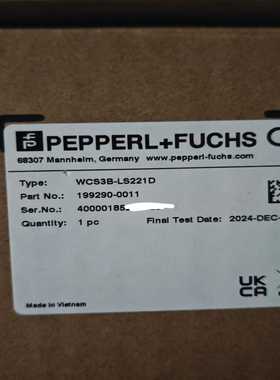 PEPPERL+FUCHS
68307 Mannheim, Germany www.pepperl-fuchs.com
Type: WCS3B-LS221D
Part No.: 199290-0011
Ser.No.: 40000185
Final Test Date: 2024-DEC-
Quantity: 1 pc
UK
CA
Made in Vietnam